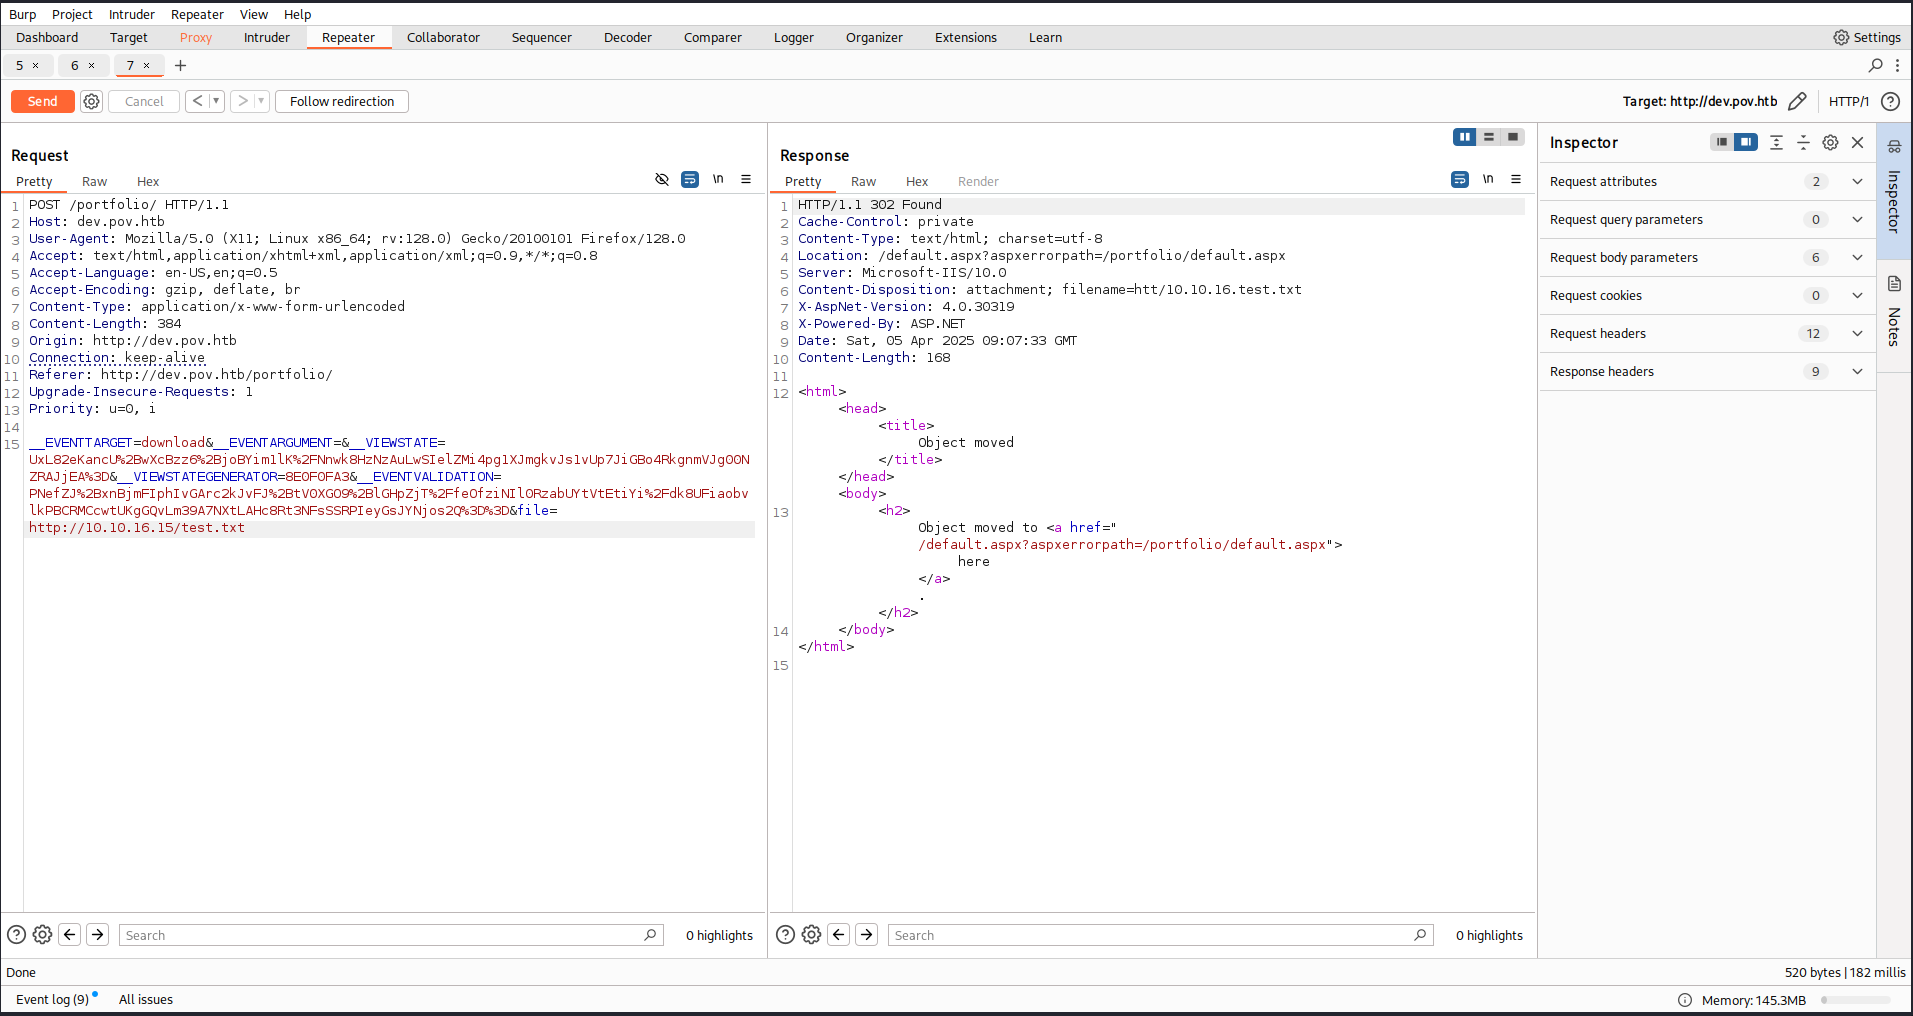 Burp Project Intruder Repeater View Help
Dashboard Target Proxy Intruder Repeater Collaborator Sequencer Decoder Comparer Logger Organizer Extensions Learn Settings
5 × 6 × 7 × +
Send Cancel < > Follow redirection Target: http://dev.pov.htb HTTP/1
Request
Pretty Raw Hex \n
1 POST /portfolio/ HTTP/1.1
2 Host: dev.pov.htb
3 User-Agent: Mozilla/5.0 (X11; Linux x86_64; rv:128.0) Gecko/20100101 Firefox/128.0
4 Accept: text/html,application/xhtml+xml,application/xml;q=0.9,*/*;q=0.8
5 Accept-Language: en-US,en;q=0.5
6 Accept-Encoding: gzip, deflate, br
7 Content-Type: application/x-www-form-urlencoded
8 Content-Length: 384
9 Origin: http://dev.pov.htb
10 Connection: keep-alive
11 Referer: http://dev.pov.htb/portfolio/
12 Upgrade-Insecure-Requests: 1
13 Priority: u=0, i
14
15 __EVENTTARGET=download&__EVENTARGUMENT=&__VIEWSTATE=
UxL82eKancU%2BwXcBzz6%2BjoBYim1lK%2FNnwk8HzNzAuLwSIelZMi4pg1XJmgkvJs1vUp7JiGBo4RkgnmVJg00N
ZRAJjEA%3D&__VIEWSTATEGENERATOR=8E0F0FA3&__EVENTVALIDATION=
PNefZJ%2BxnBjmFIphIvGArc2kJvFJ%2BtV0XGO9%2BlGHpZjT%2FfeOfziNIl0RzabUYtVtEtiYi%2Fdk8UFiaobv
lkPBCRMCcwtUKgGQvLm39A7NXtLAHc8Rt3NFsSSRPIeyGsJYNjos2Q%3D%3D&file=
http://10.10.16.15/test.txt
Response
Pretty Raw Hex Render \n
1 HTTP/1.1 302 Found
2 Cache-Control: private
3 Content-Type: text/html; charset=utf-8
4 Location: /default.aspx?aspxerrorpath=/portfolio/default.aspx
5 Server: Microsoft-IIS/10.0
6 Content-Disposition: attachment; filename=htt/10.10.16.test.txt
7 X-AspNet-Version: 4.0.30319
8 X-Powered-By: ASP.NET
9 Date: Sat, 05 Apr 2025 09:07:33 GMT
10 Content-Length: 168
11
12 <html>
<head>
<title>
Object moved
</title>
</head>
<body>
13 <h2>
Object moved to <a href="
/default.aspx?aspxerrorpath=/portfolio/default.aspx">
here
</a>
.
</h2>
14 </body>
</html>
15
Inspector
Request attributes 2
Request query parameters 0
Request body parameters 6
Request cookies 0
Request headers 12
Response headers 9
Inspector
Notes
Search 0 highlights
Search 0 highlights
Done 520 bytes | 182 millis
Event log (9) All issues Memory: 145.3MB